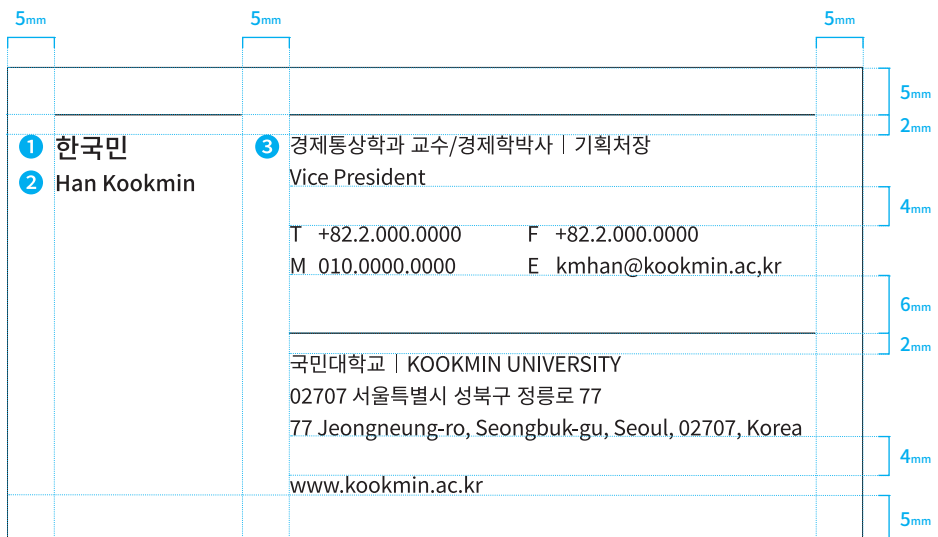 5mm 5mm 5mm
5mm
2mm
1 한국민
2 Han Kookmin
3 경제통상학과 교수/경제학박사 | 기획처장
Vice President
4mm
T +82.2.000.0000 F +82.2.000.0000
M 010.0000.0000 E kmhan@kookmin.ac,kr
6mm
2mm
국민대학교 | KOOKMIN UNIVERSITY
02707 서울특별시 성북구 정릉로 77
77 Jeongneung-ro, Seongbuk-gu, Seoul, 02707, Korea
4mm
www.kookmin.ac.kr
5mm